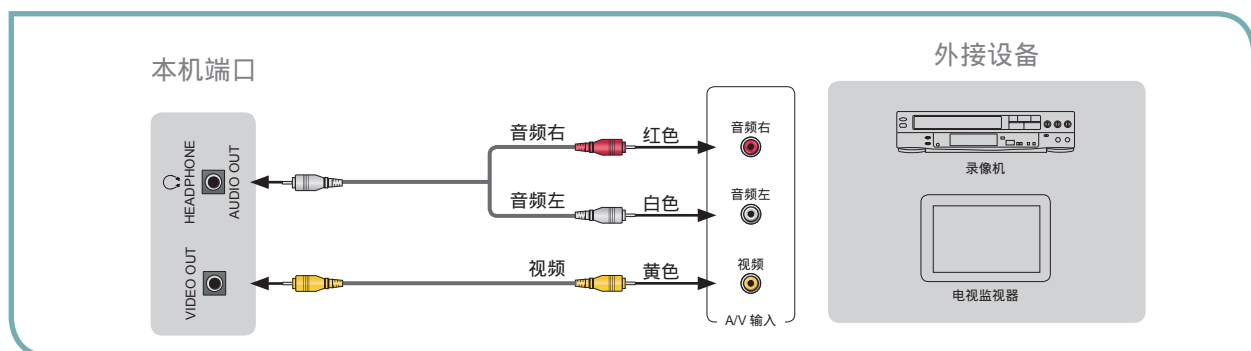 本机端口
外接设备
HEADPHONE
AUDIO OUT
VIDEO OUT
音频右
红色
音频左
白色
视频
黄色
音频右
音频左
视频
A/V 输入
录像机
电视监视器